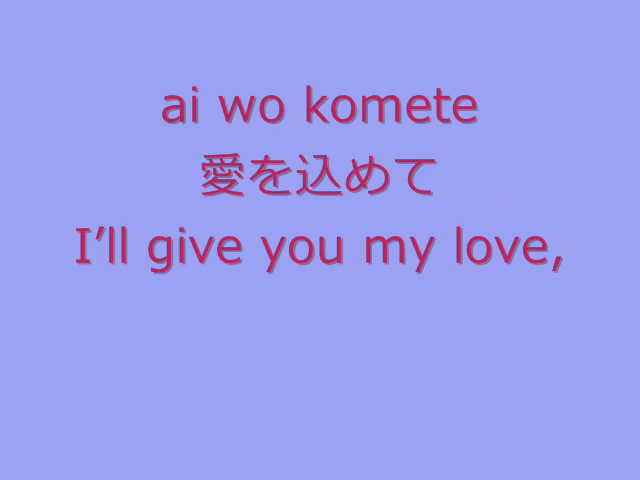 ai wo komete
愛を込めて
I’ll give you my love,